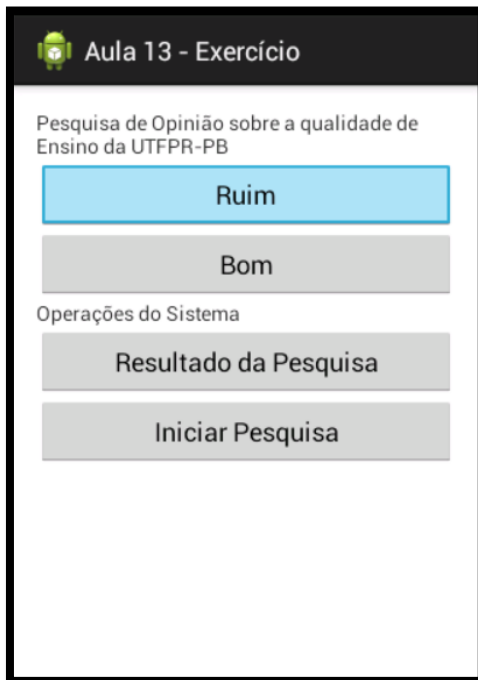 Aula 13 - Exercício
Pesquisa de Opinião sobre a qualidade de
Ensino da UTFPR-PB
Ruim
Bom
Operações do Sistema
Resultado da Pesquisa
Iniciar Pesquisa